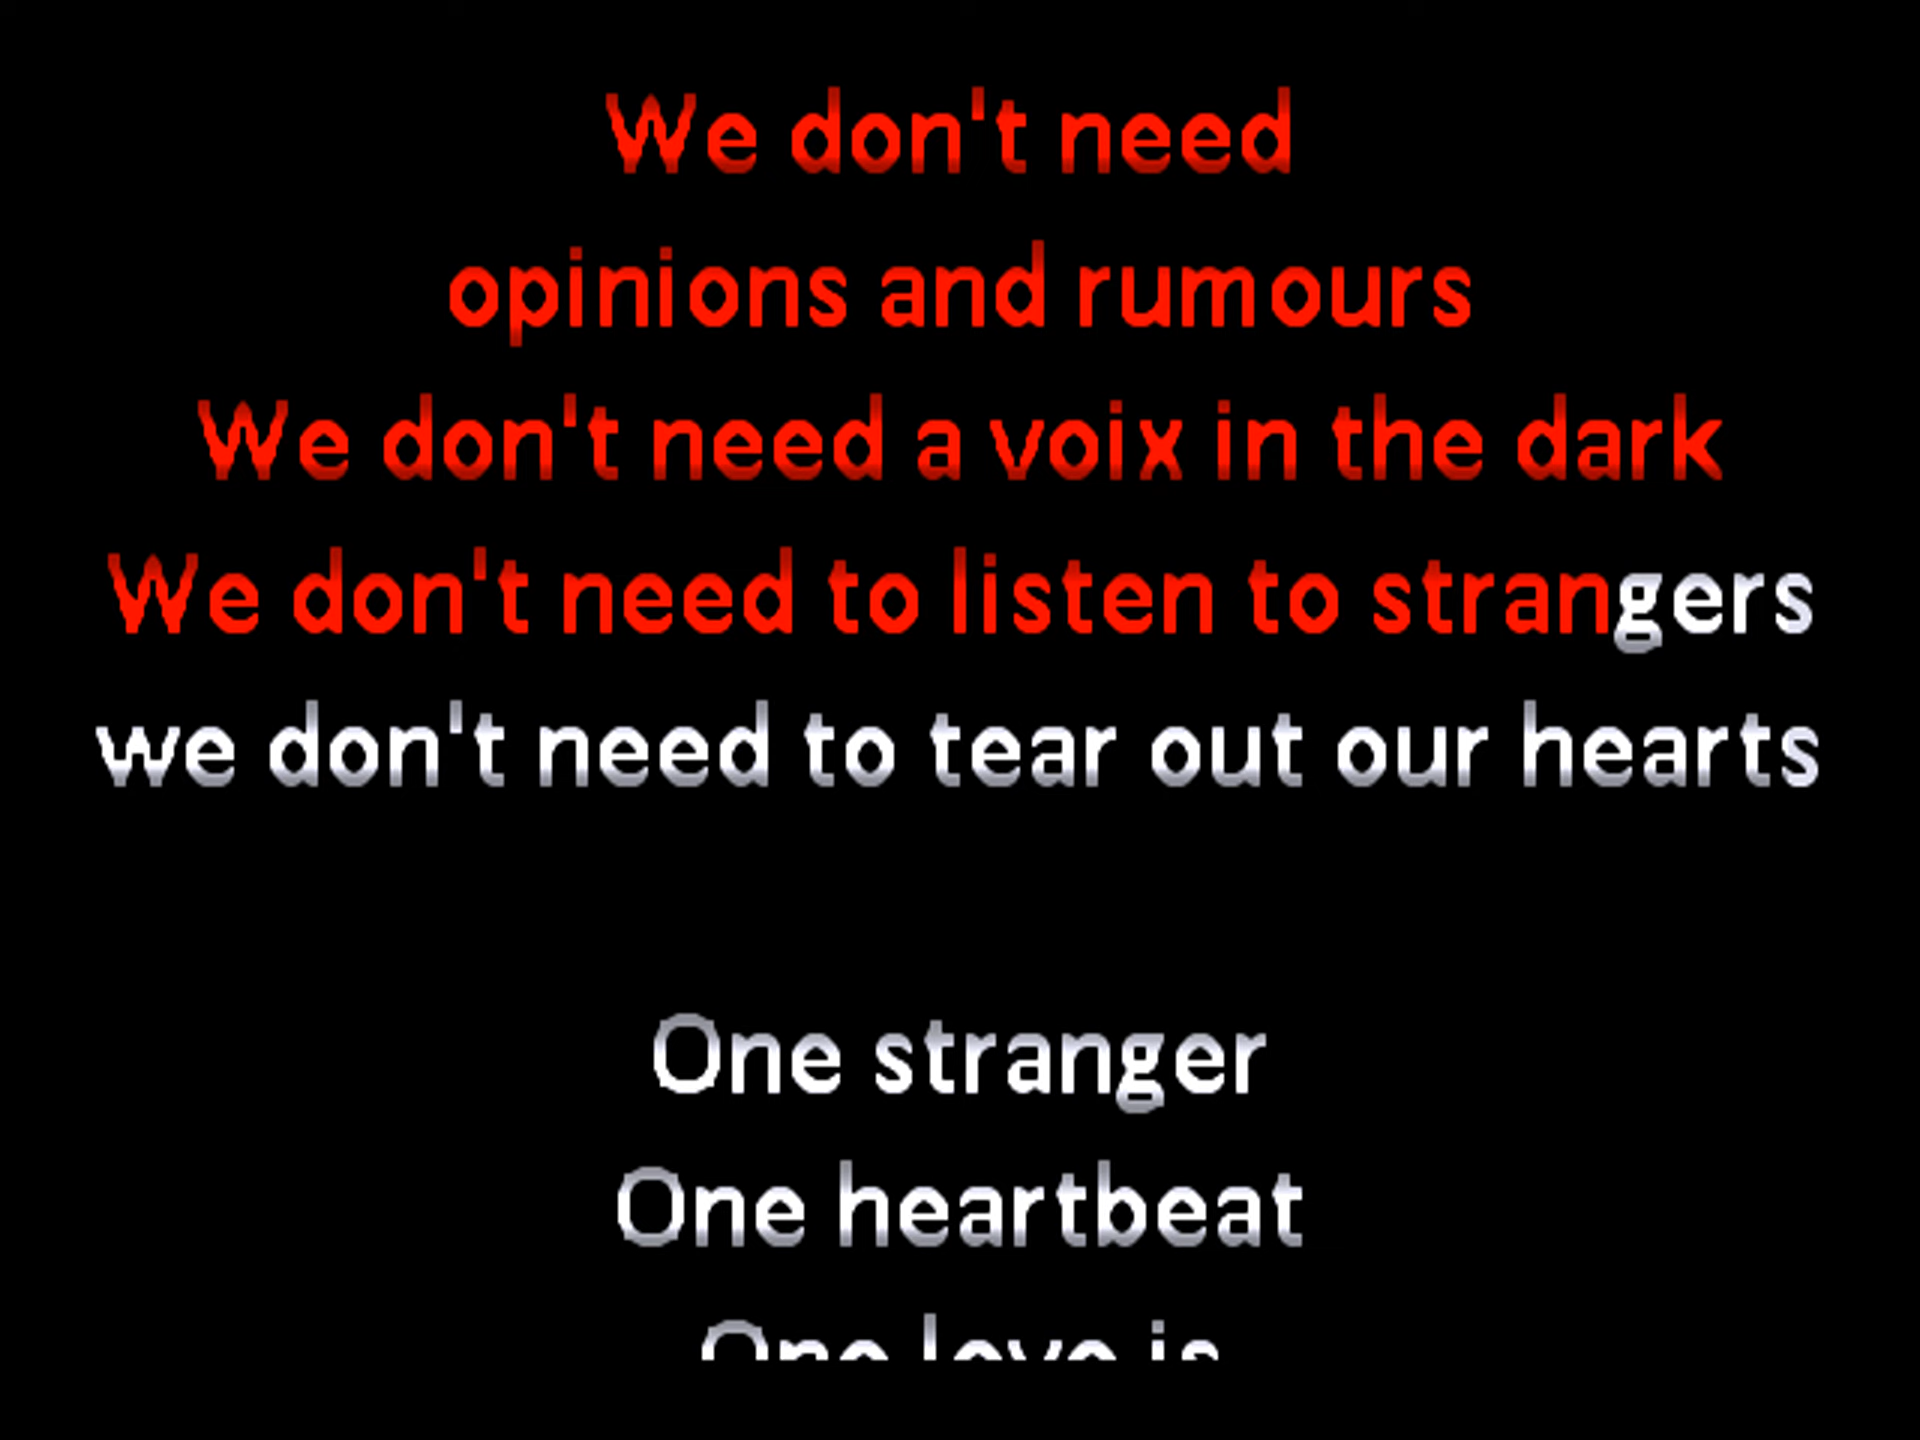 We don't need
opinions and rumours
We don't need a voix in the dark
We don't need to listen to strangers
we don't need to tear out our hearts
One stranger
One heartbeat
One love is